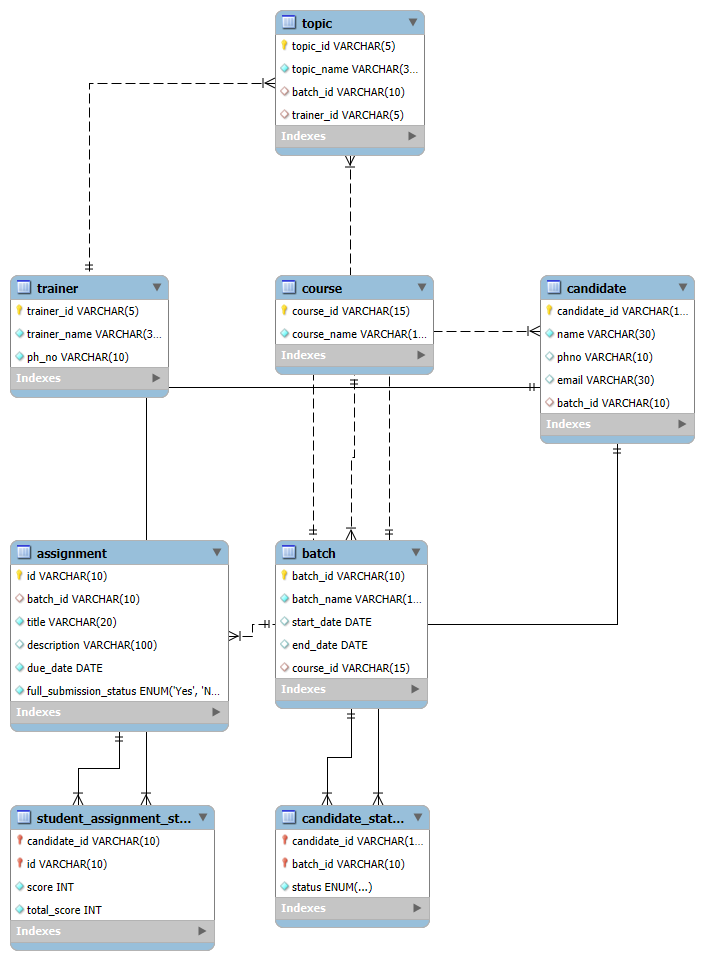 topic
topic_id VARCHAR(5)
topic_name VARCHAR(3...
batch_id VARCHAR(10)
trainer_id VARCHAR(5)
Indexes
trainer
trainer_id VARCHAR(5)
trainer_name VARCHAR(3...
ph_no VARCHAR(10)
Indexes
course
course_id VARCHAR(15)
course_name VARCHAR(1...
Indexes
candidate
candidate_id VARCHAR(1...
name VARCHAR(30)
phno VARCHAR(10)
email VARCHAR(30)
batch_id VARCHAR(10)
Indexes
assignment
id VARCHAR(10)
batch_id VARCHAR(10)
title VARCHAR(20)
description VARCHAR(100)
due_date DATE
full_submission_status ENUM('Yes', 'N...
Indexes
batch
batch_id VARCHAR(10)
batch_name VARCHAR(1...
start_date DATE
end_date DATE
course_id VARCHAR(15)
Indexes
student_assignment_st...
candidate_id VARCHAR(10)
id VARCHAR(10)
score INT
total_score INT
Indexes
candidate_stat...
candidate_id VARCHAR(1...
batch_id VARCHAR(10)
status ENUM(...)
Indexes